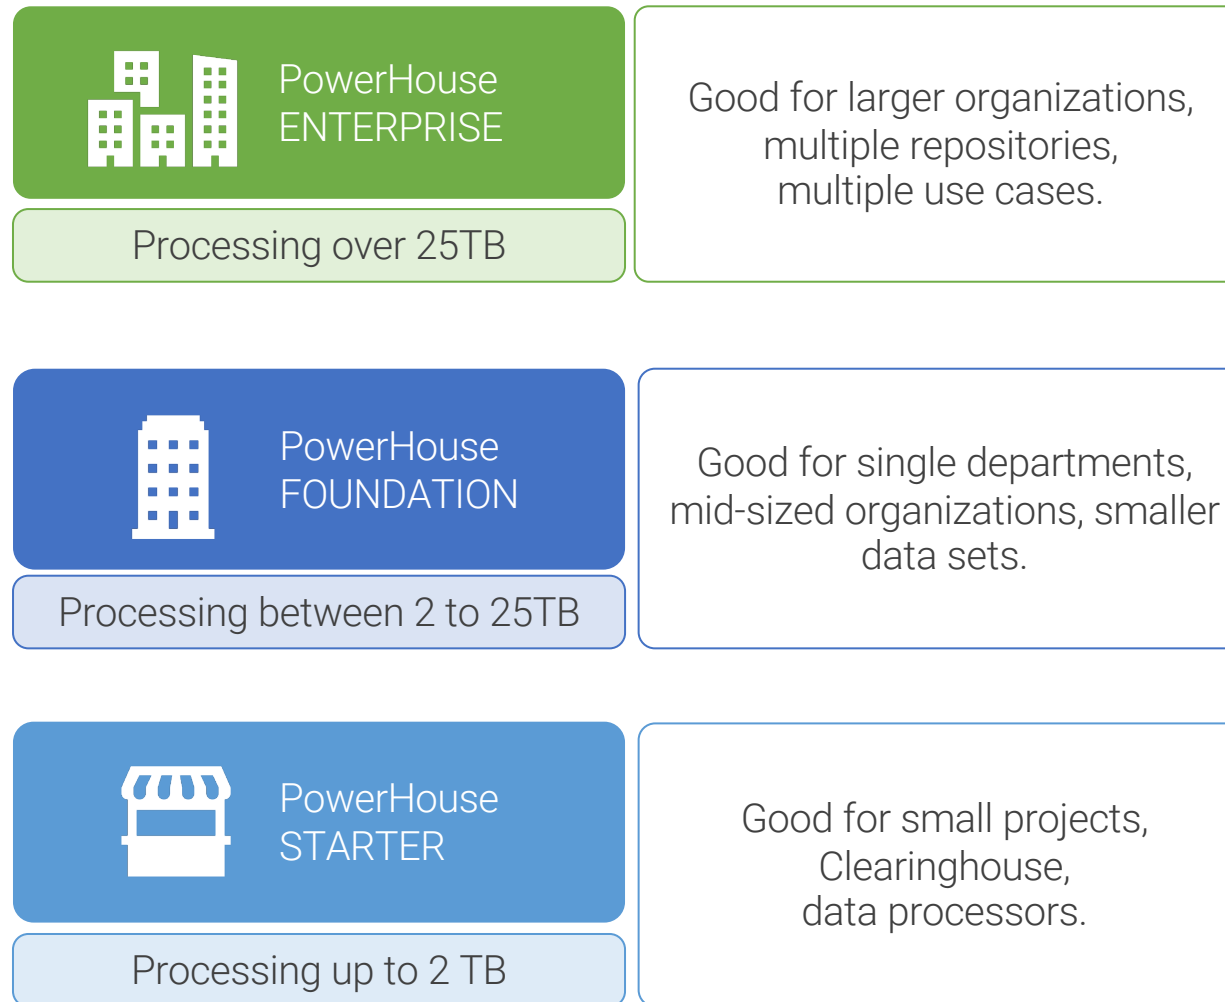 PowerHouse
ENTERPRISE
Processing over 25TB
Good for larger organizations,
multiple repositories,
multiple use cases.
PowerHouse
FOUNDATION
Processing between 2 to 25TB
Good for single departments,
mid-sized organizations, smaller
data sets.
PowerHouse
STARTER
Processing up to 2 TB
Good for small projects,
Clearinghouse,
data processors.